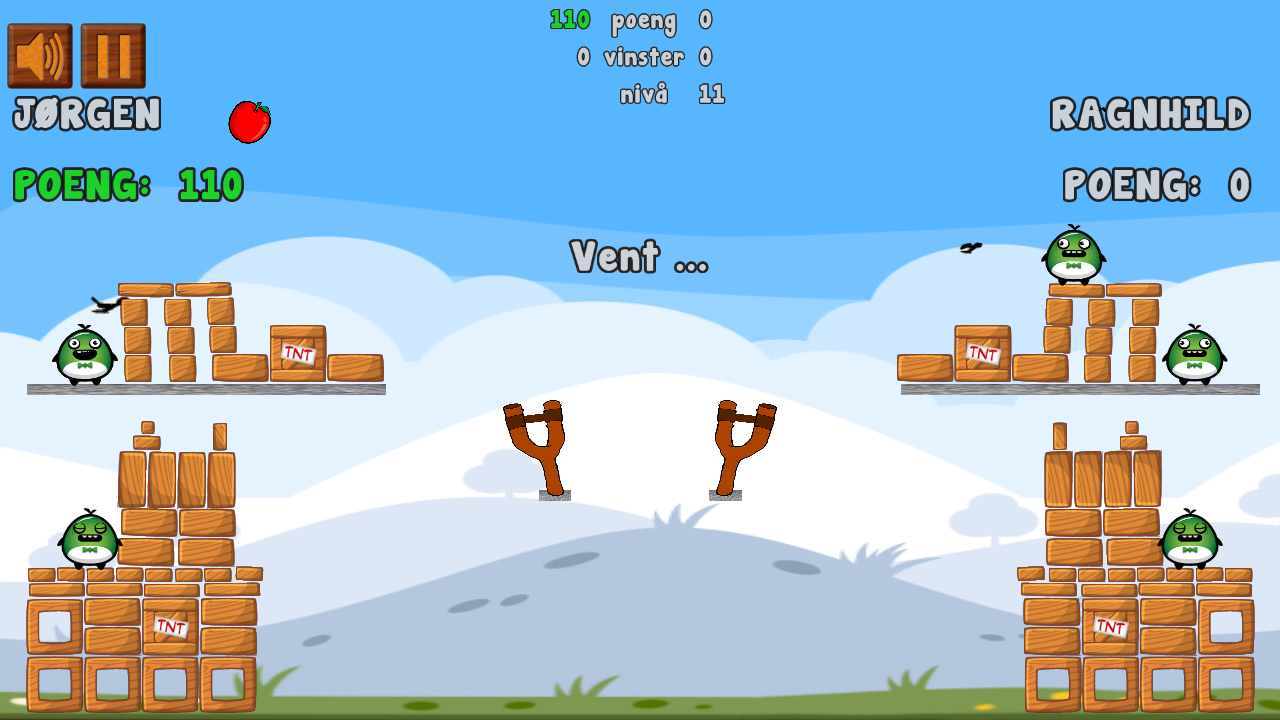 110 poeng 0
0 vinster 0
nivå 11
JØRGEN
RAGNHILD
POENG: 110
POENG: 0
Vent ...
TNT
TNT
TNT
TNT